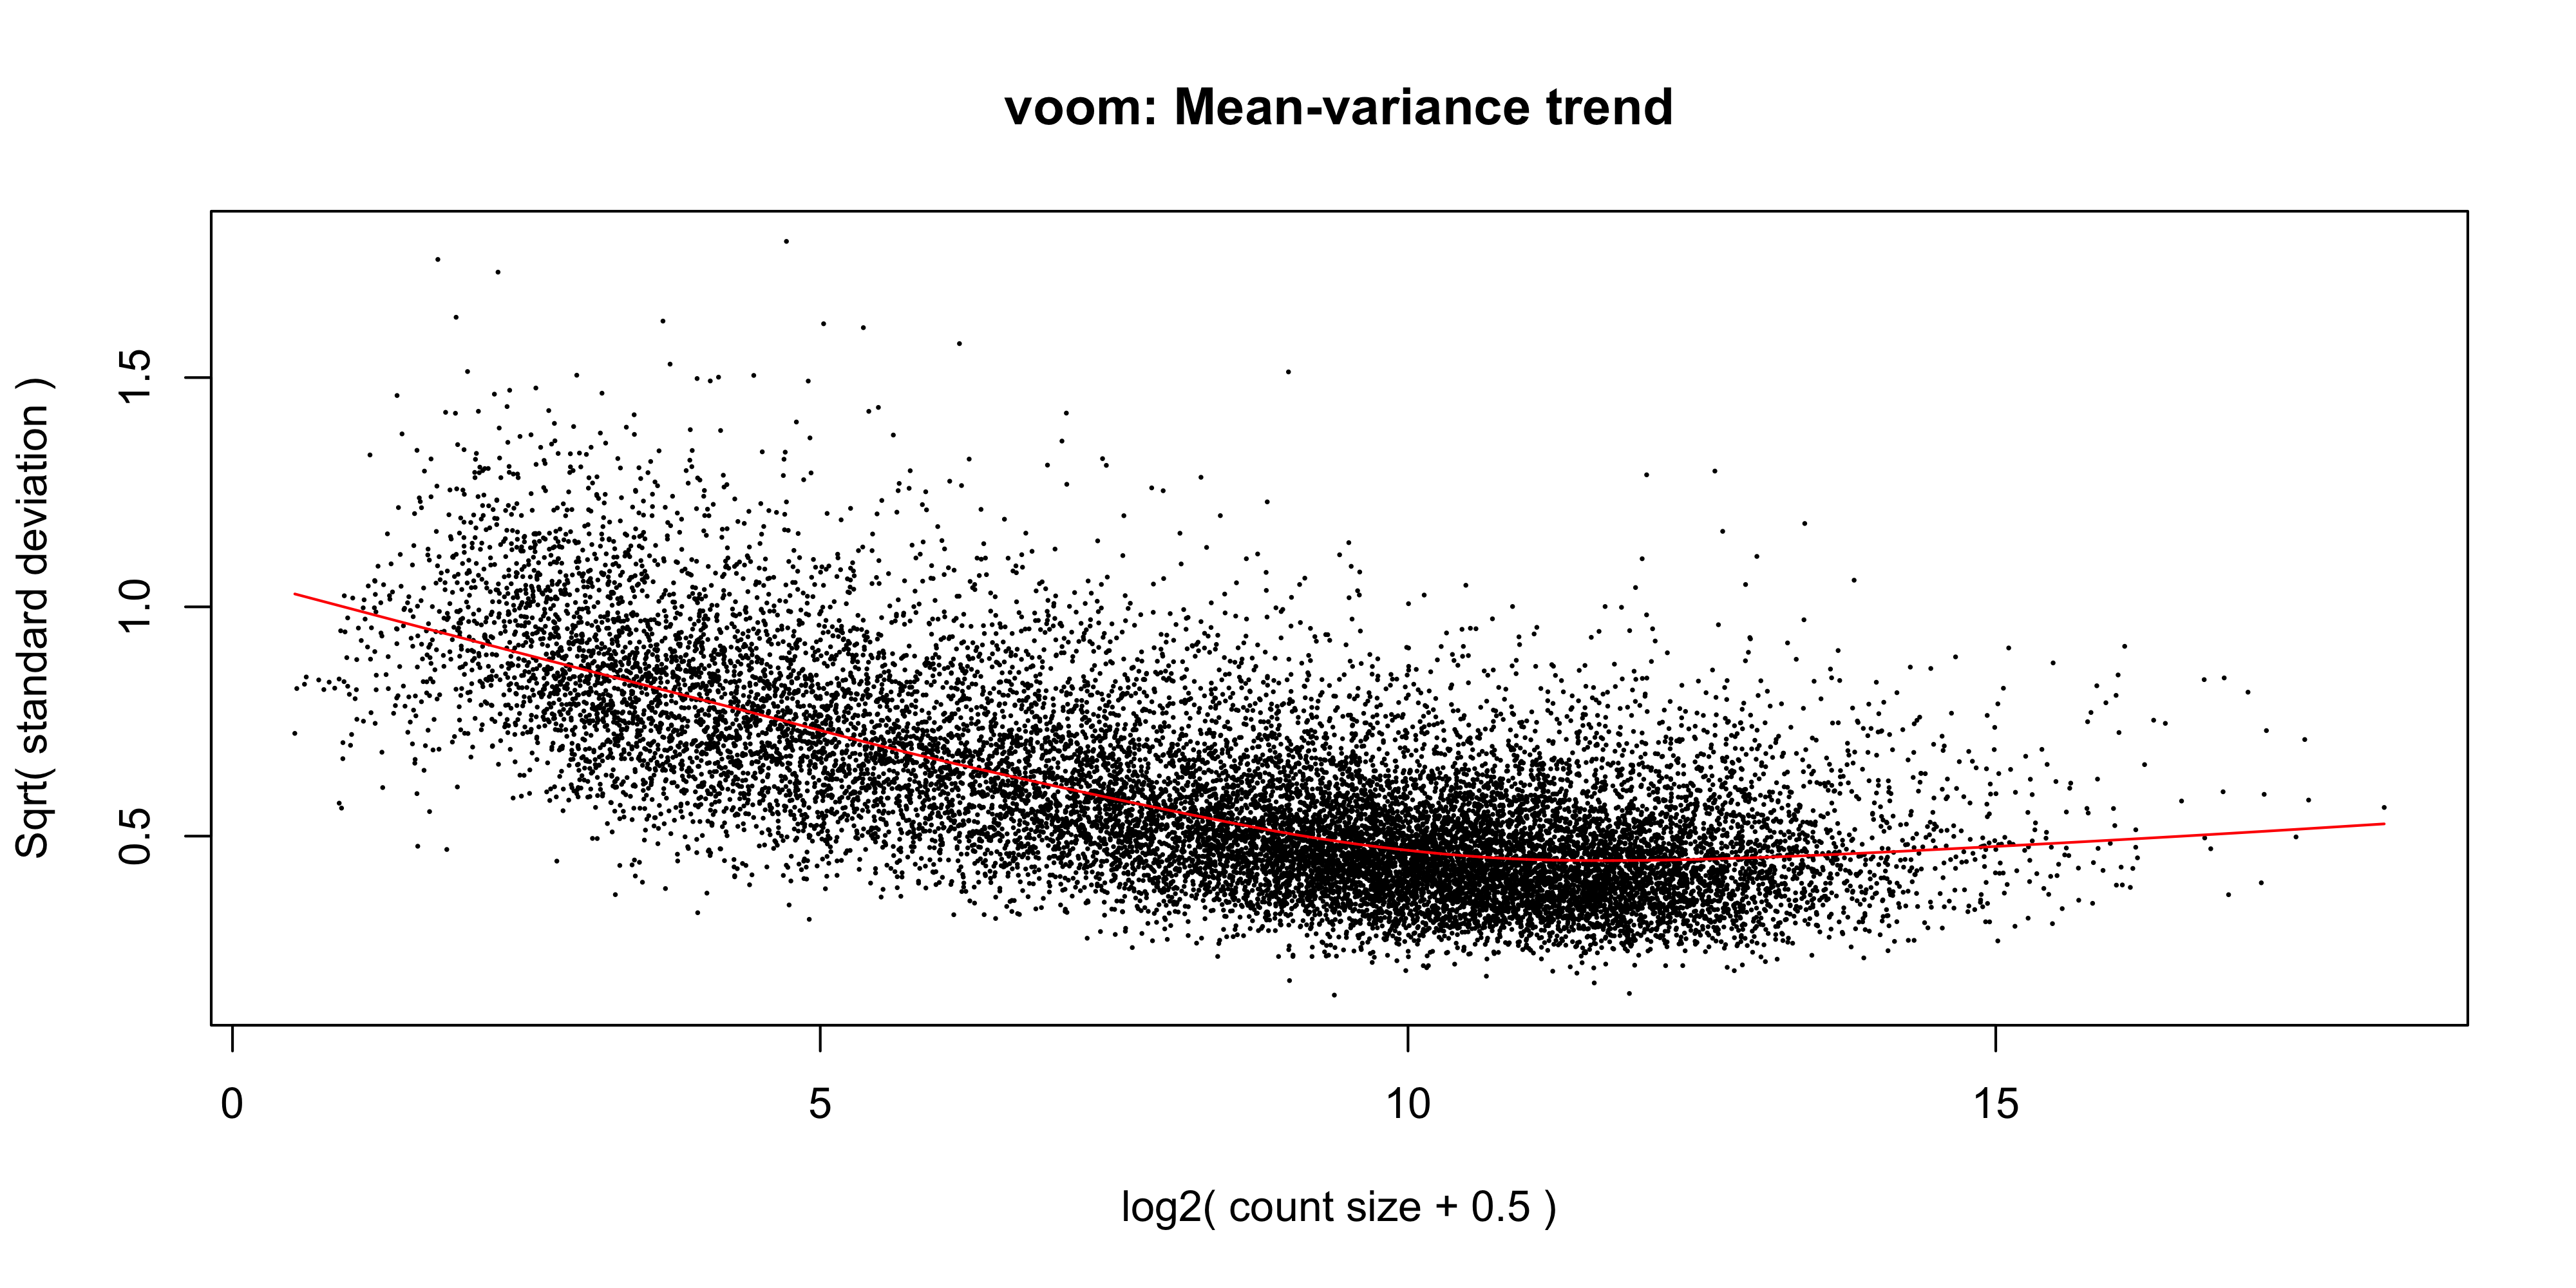 voom: Mean-variance trend
Sqrt( standard deviation )
1.5
1.0
0.5
0 5 10 15
log2( count size + 0.5 )